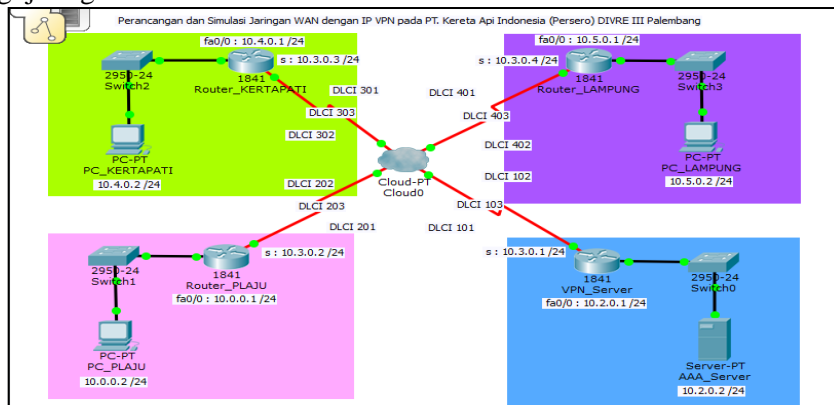 Perancangan dan Simulasi Jaringan WAN dengan IP VPN pada PT. Kereta Api Indonesia (Persero) DIVRE III Palembang
fa0/0 : 10.4.0.1 /24
s : 10.3.0.3 /24
2950-24
Switch2
1841
Router_KERTAPATI
PC-PT
PC_KERTAPATI
10.4.0.2 /24
DLCI 301
DLCI 303
DLCI 302
fa0/0 : 10.5.0.1 /24
s : 10.3.0.4 /24
1841
Router_LAMPUNG
2950-24
Switch3
PC-PT
PC_LAMPUNG
10.5.0.2 /24
DLCI 401
DLCI 403
DLCI 402
Cloud-PT
Cloud0
DLCI 202
DLCI 203
DLCI 201
DLCI 102
DLCI 103
DLCI 101
s : 10.3.0.2 /24
2950-24
Switch1
1841
Router_PLAJU
fa0/0 : 10.0.0.1 /24
PC-PT
PC_PLAJU
10.0.0.2 /24
s : 10.3.0.1 /24
1841
VPN_Server
fa0/0 : 10.2.0.1 /24
2950-24
Switch0
Server-PT
AAA_Server
10.2.0.2 /24